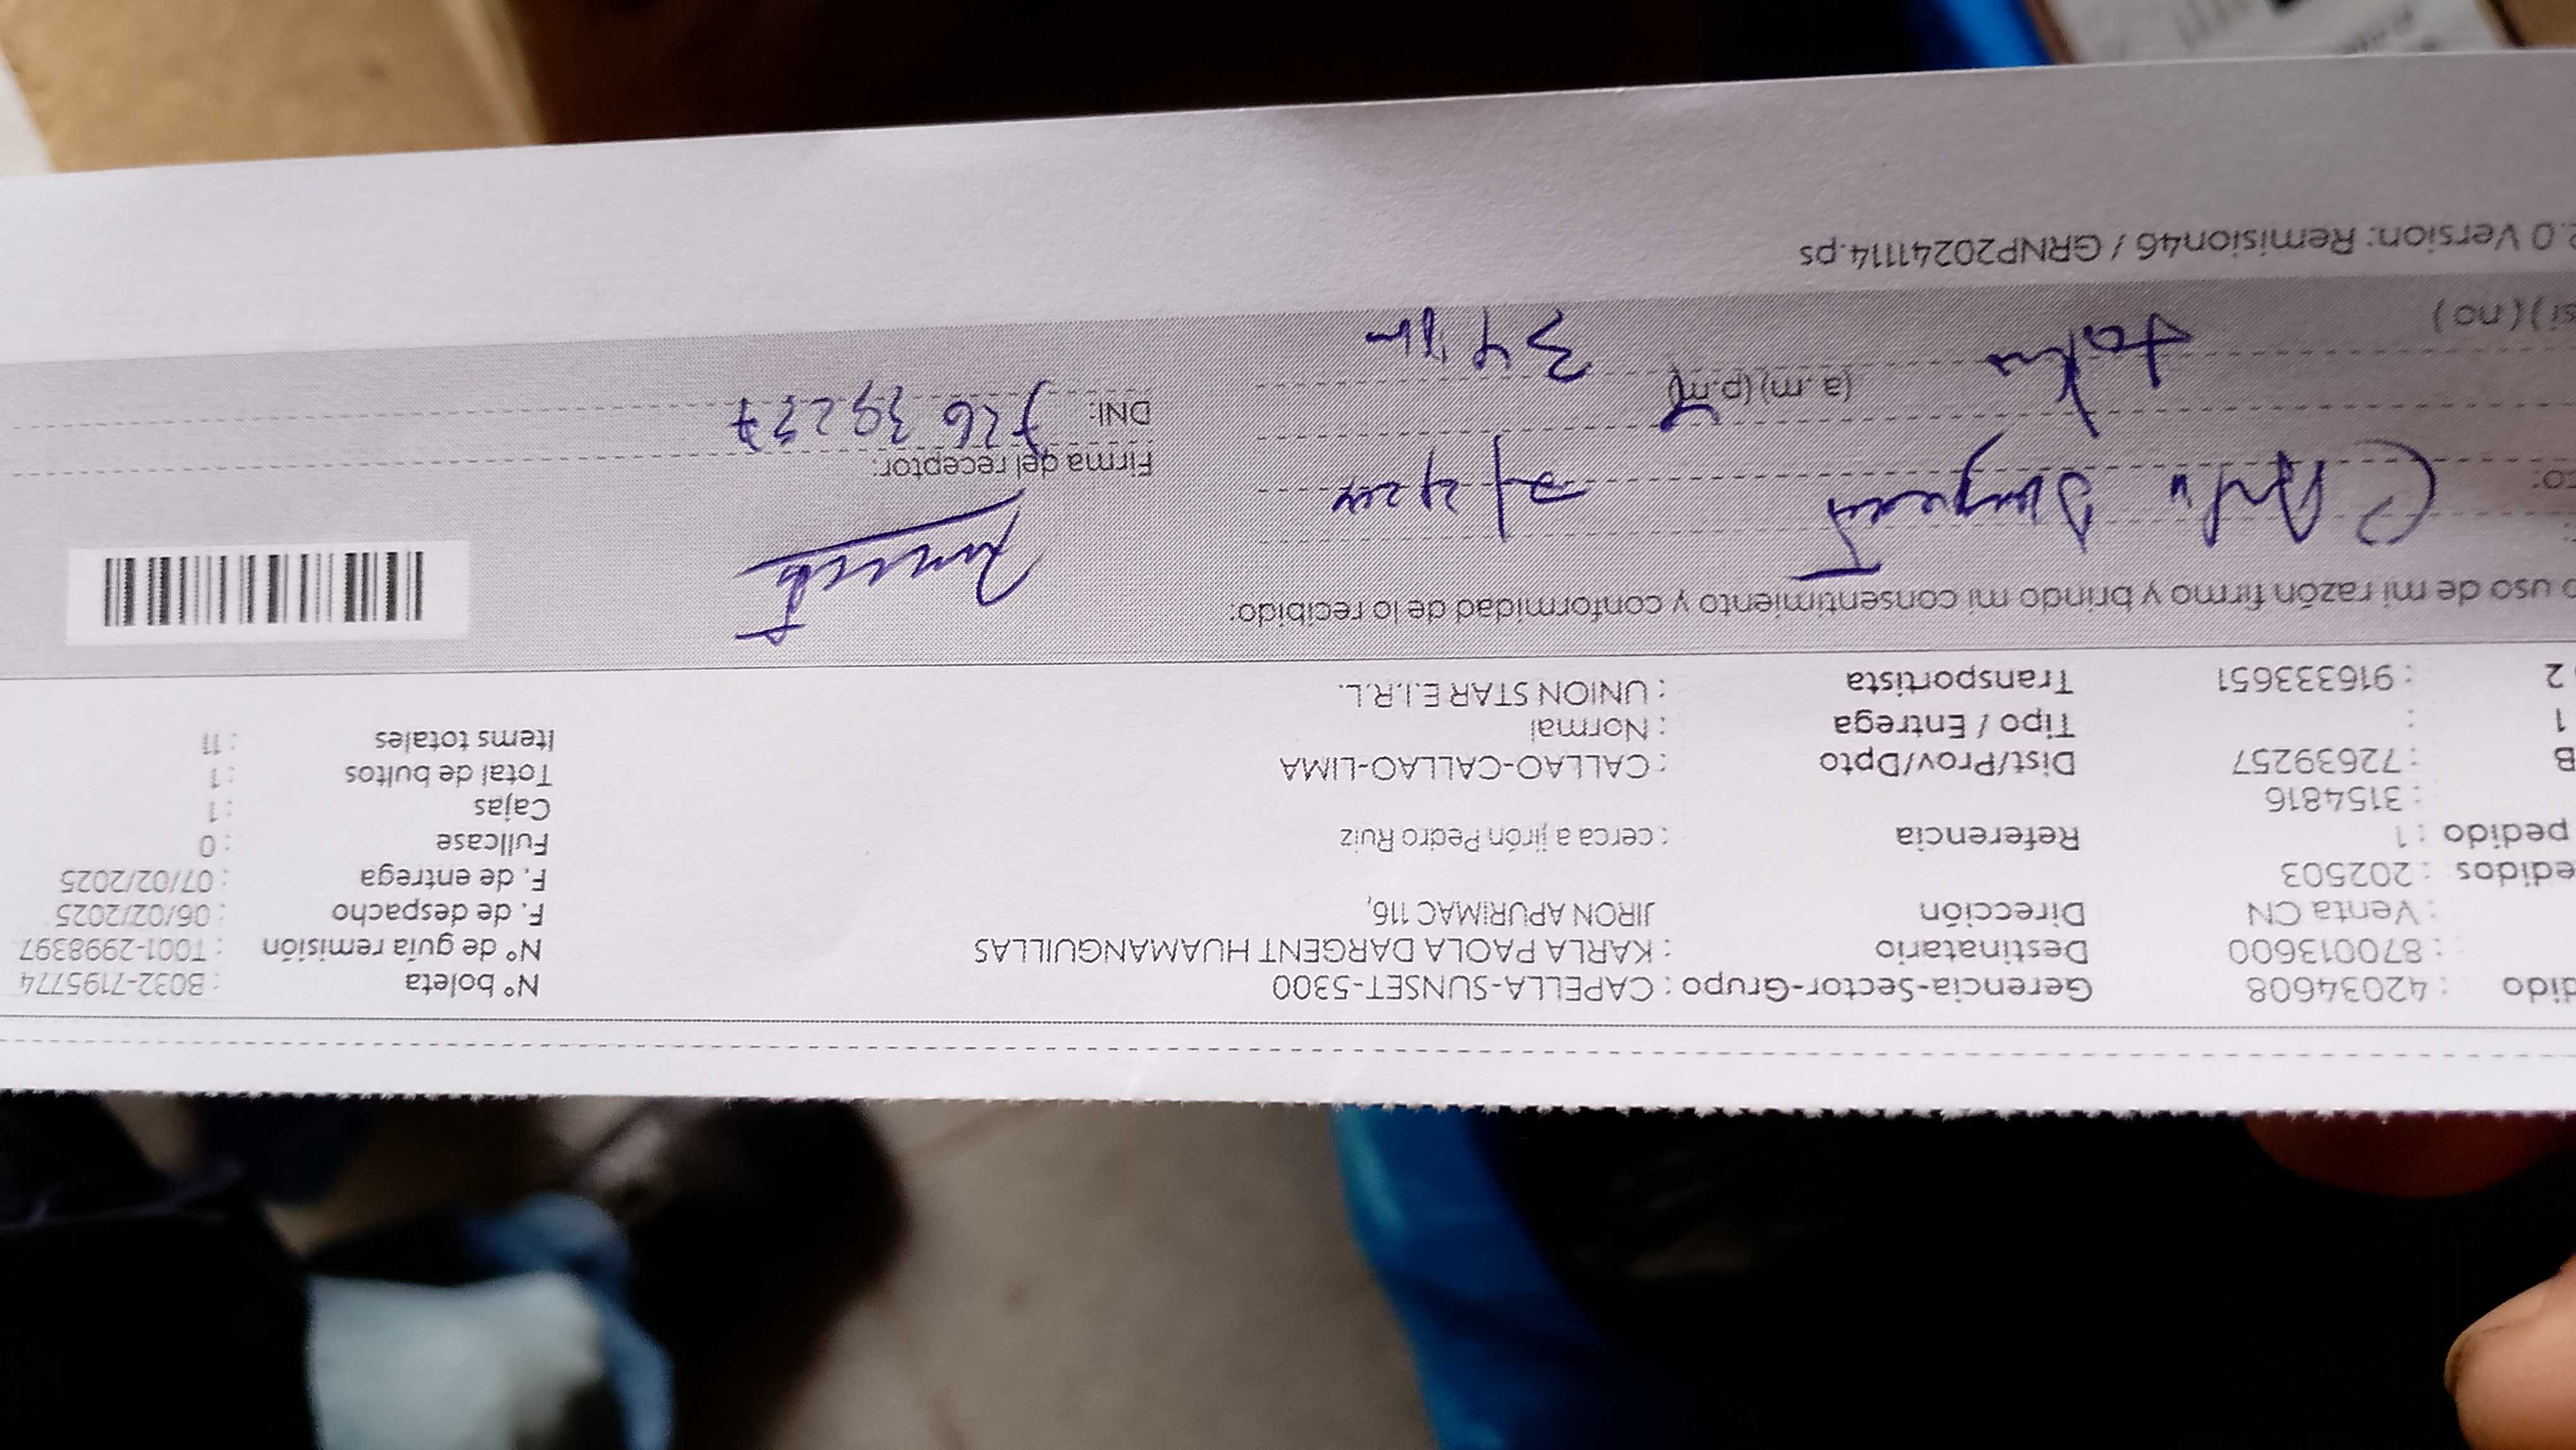 dido : 42034608 Gerencia-Sector-Grupo : CAPELLA-SUNSET-5300 N° boleta : B032-7195774
: 870013600 Destinatario : KARLA PAOLA DARGENT HUAMANGUILLAS N° de guía remisión : T001-2998397
: Venta CN Dirección JIRON APURIMAC 116, F. de despacho : 06/02/2025
edidos : 202503 F. de entrega : 07/02/2025
pedido : 1 Referencia : cerca a jirón Pedro Ruiz Fullcase : 0
: 3154816 Cajas : 1
B : 72639257 Dist/Prov/Dpto : CALLAO-CALLAO-LIMA Total de bultos : 1
1 : Tipo / Entrega : Normal Items totales : 11
2 : 916333651 Transportista : UNION STAR E.I.R.L.
o uso de mi razón firmo y brindo mi consentimiento y conformidad de lo recibido:
co: Dargent
Firma del receptor:
(a.m) (p.m) DNI: 72639257
si ) ( no )
2.0 Version: Remision46 / GRNP20241114.ps